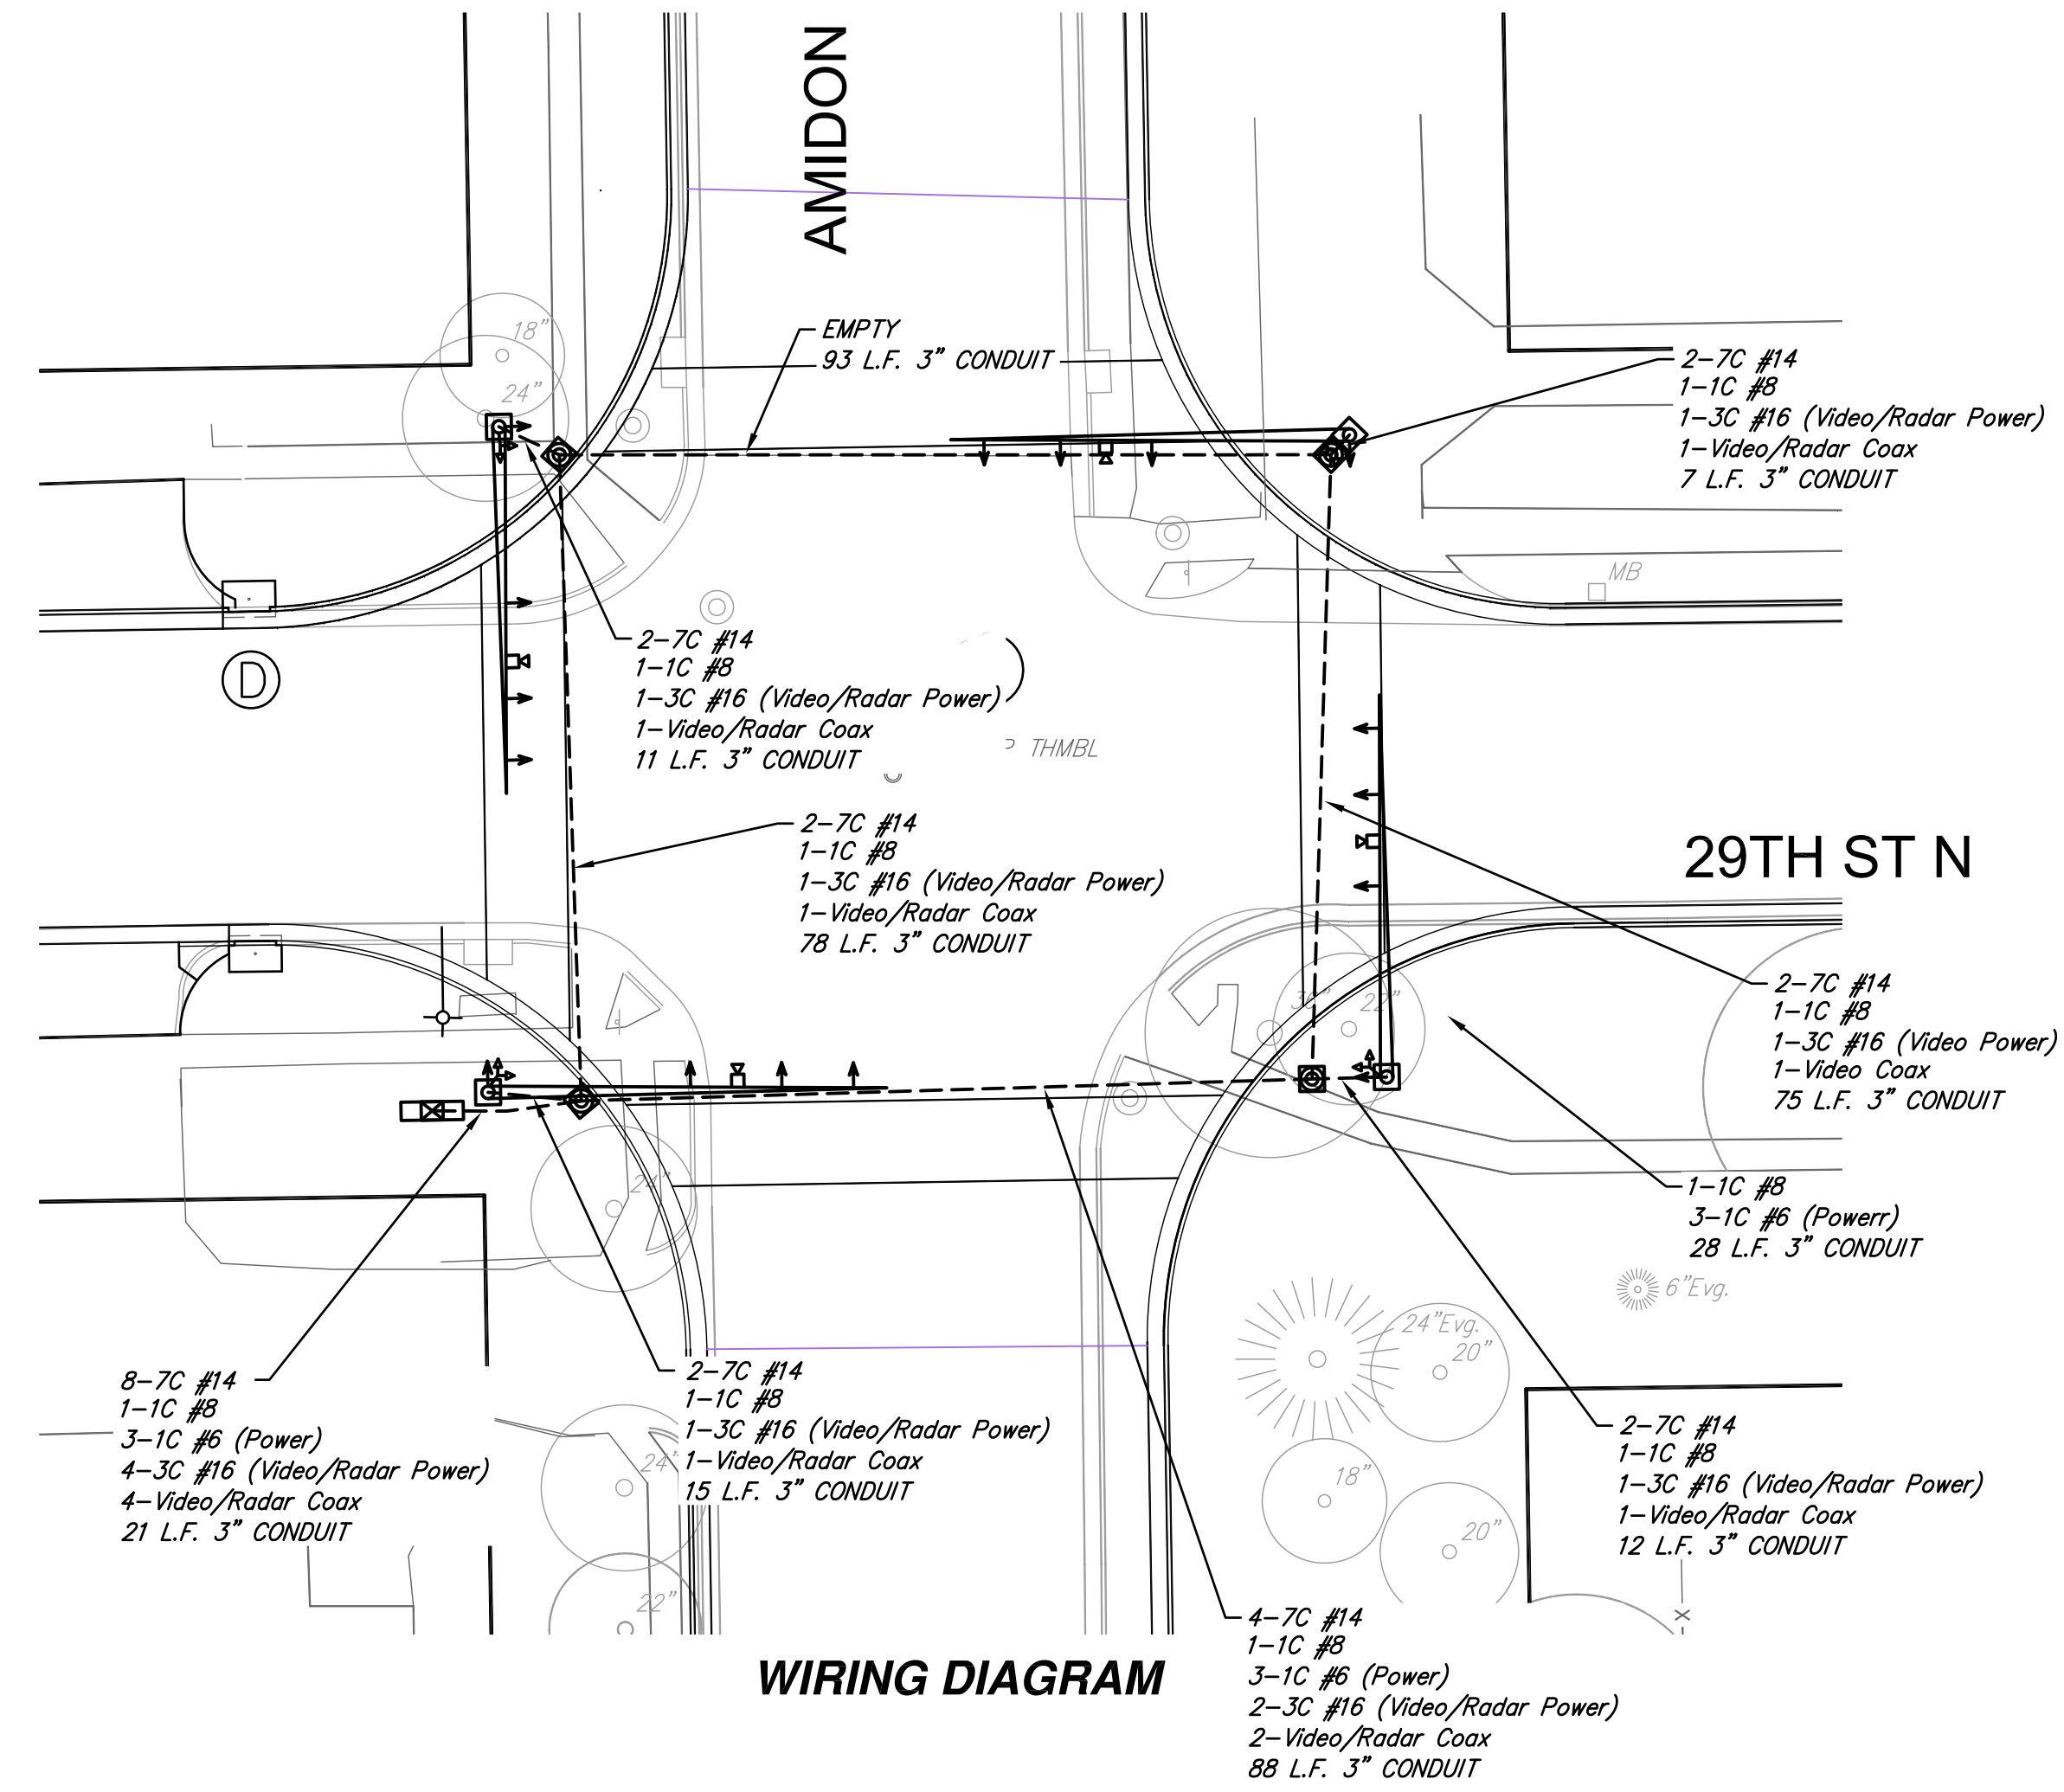 AMIDON
18"
24"
EMPTY
93 L.F. 3" CONDUIT
2-7C #14
1-1C #8
1-3C #16 (Video/Radar Power)
1-Video/Radar Coax
7 L.F. 3" CONDUIT
MB
D
2-7C #14
1-1C #8
1-3C #16 (Video/Radar Power)
1-Video/Radar Coax
11 L.F. 3" CONDUIT
THMBL
2-7C #14
1-1C #8
1-3C #16 (Video/Radar Power)
1-Video/Radar Coax
78 L.F. 3" CONDUIT
29TH ST N
22"
2-7C #14
1-1C #8
1-3C #16 (Video Power)
1-Video Coax
75 L.F. 3" CONDUIT
24"
1-1C #8
3-1C #6 (Powerr)
28 L.F. 3" CONDUIT
6"Evg.
24"Evg.
20"
8-7C #14
1-1C #8
3-1C #6 (Power)
4-3C #16 (Video/Radar Power)
4-Video/Radar Coax
21 L.F. 3" CONDUIT
2-7C #14
1-1C #8
1-3C #16 (Video/Radar Power)
1-Video/Radar Coax
15 L.F. 3" CONDUIT
24"
18"
20"
2-7C #14
1-1C #8
1-3C #16 (Video/Radar Power)
1-Video/Radar Coax
12 L.F. 3" CONDUIT
22"
X
4-7C #14
1-1C #8
3-1C #6 (Power)
2-3C #16 (Video/Radar Power)
2-Video/Radar Coax
88 L.F. 3" CONDUIT
WIRING DIAGRAM